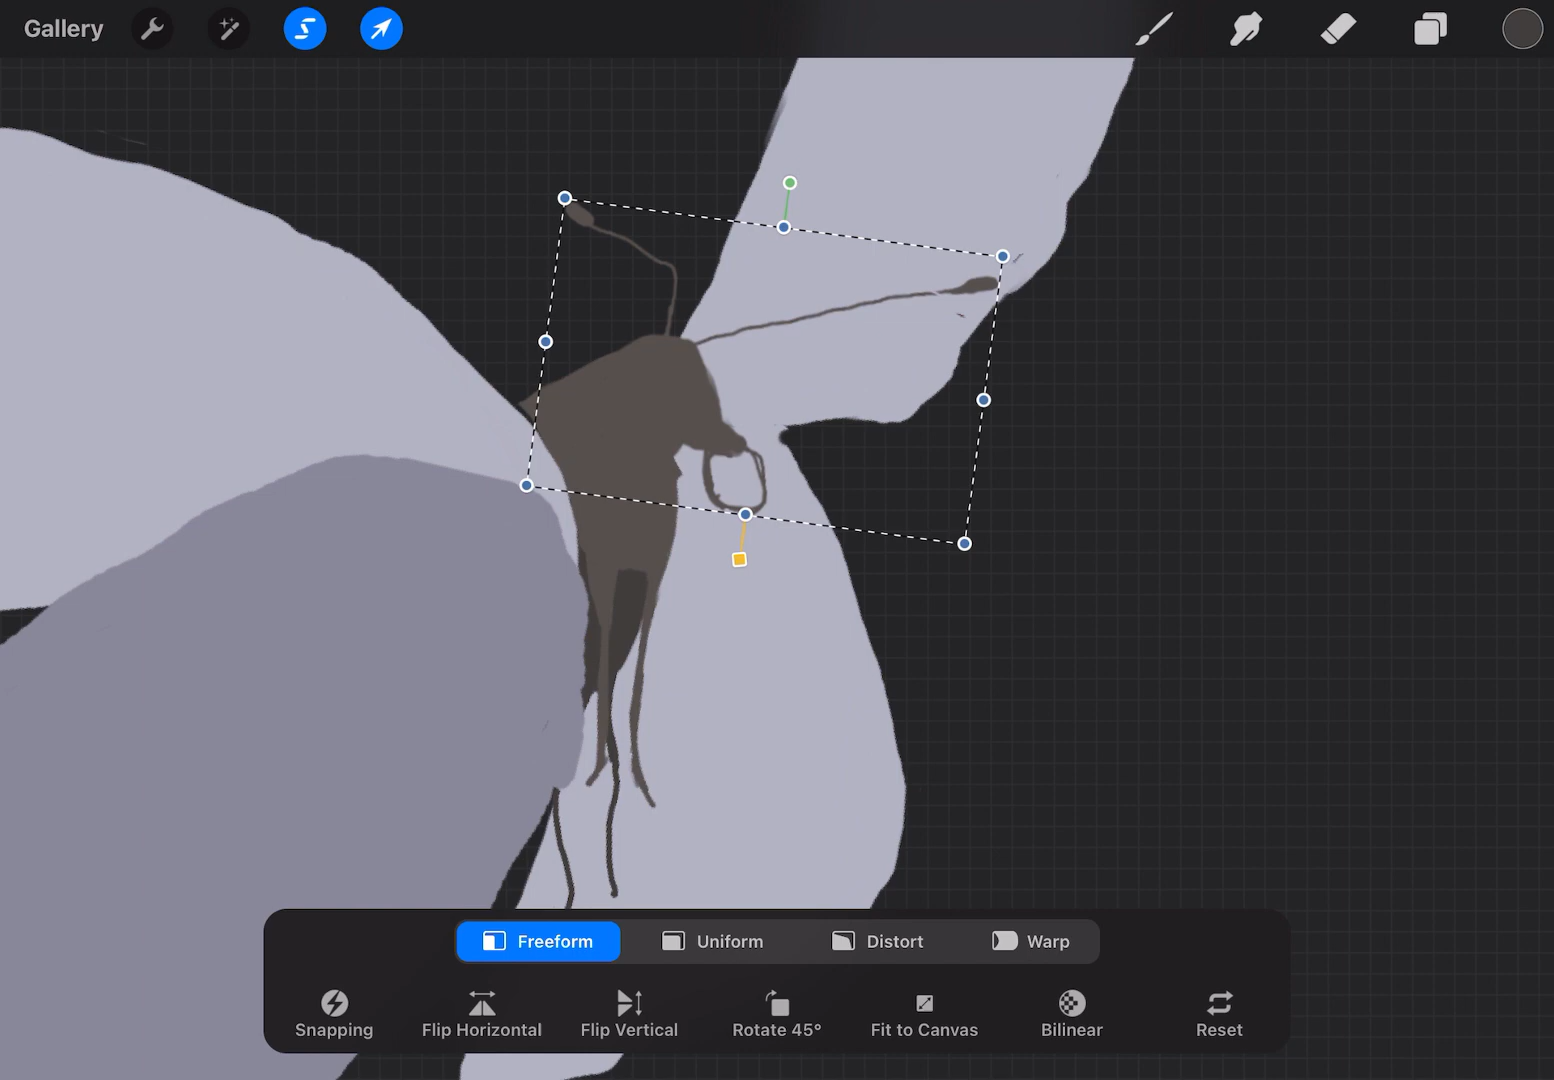 Gallery
Freeform
Uniform
Distort
Warp
Snapping
Flip Horizontal
Flip Vertical
Rotate 45°
Fit to Canvas
Bilinear
Reset